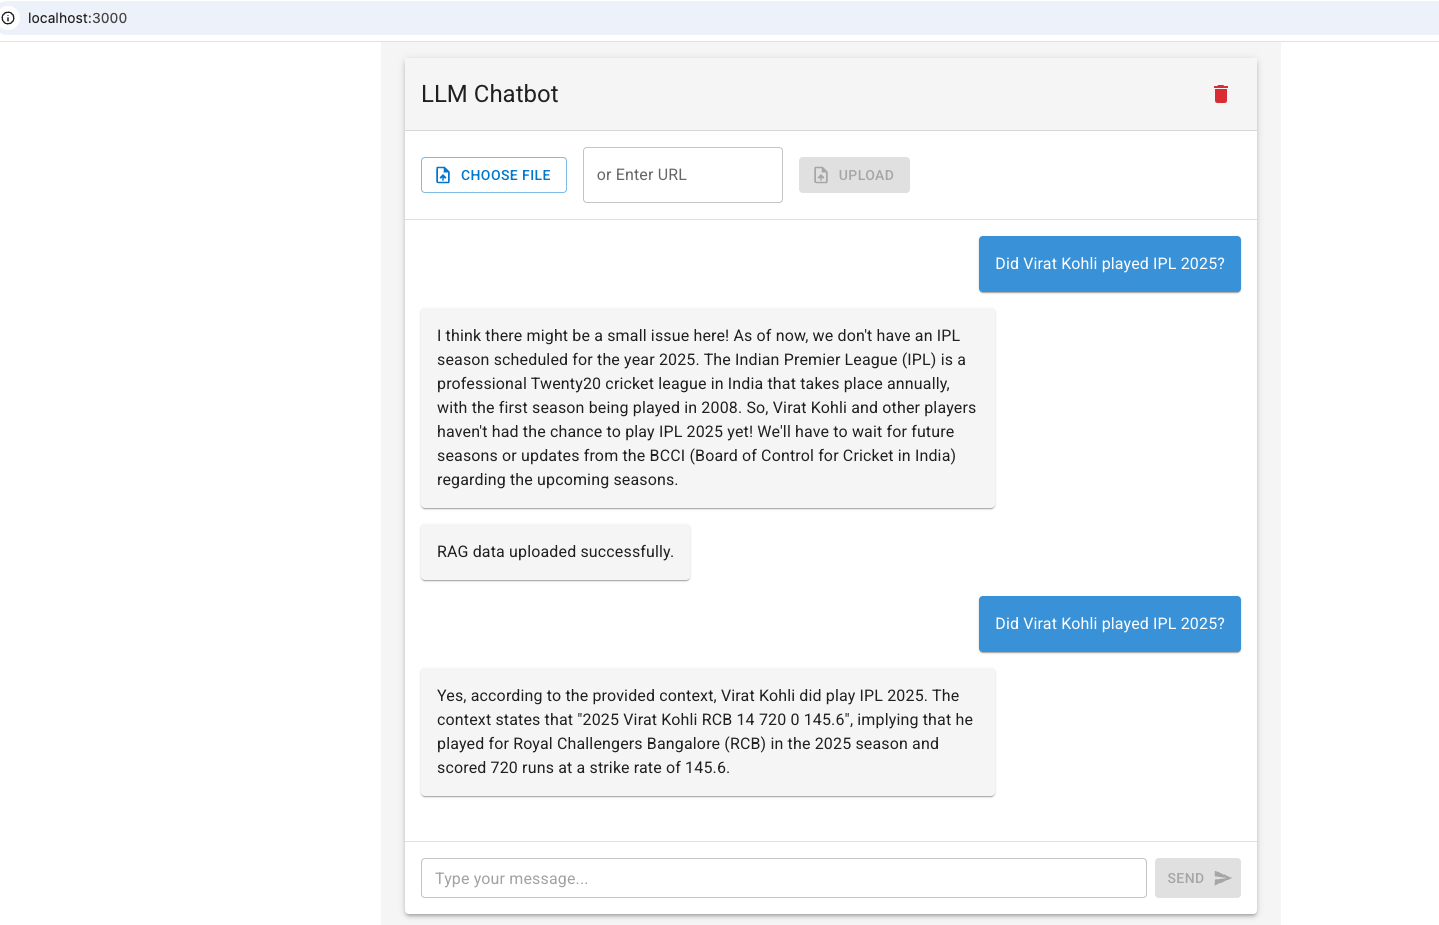 localhost:3000
LLM Chatbot
CHOOSE FILE
or Enter URL
UPLOAD
Did Virat Kohli played IPL 2025?
I think there might be a small issue here! As of now, we don't have an IPL
season scheduled for the year 2025. The Indian Premier League (IPL) is a
professional Twenty20 cricket league in India that takes place annually,
with the first season being played in 2008. So, Virat Kohli and other players
haven't had the chance to play IPL 2025 yet! We'll have to wait for future
seasons or updates from the BCCI (Board of Control for Cricket in India)
regarding the upcoming seasons.
RAG data uploaded successfully.
Did Virat Kohli played IPL 2025?
Yes, according to the provided context, Virat Kohli did play IPL 2025. The
context states that "2025 Virat Kohli RCB 14 720 0 145.6", implying that he
played for Royal Challengers Bangalore (RCB) in the 2025 season and
scored 720 runs at a strike rate of 145.6.
Type your message...
SEND